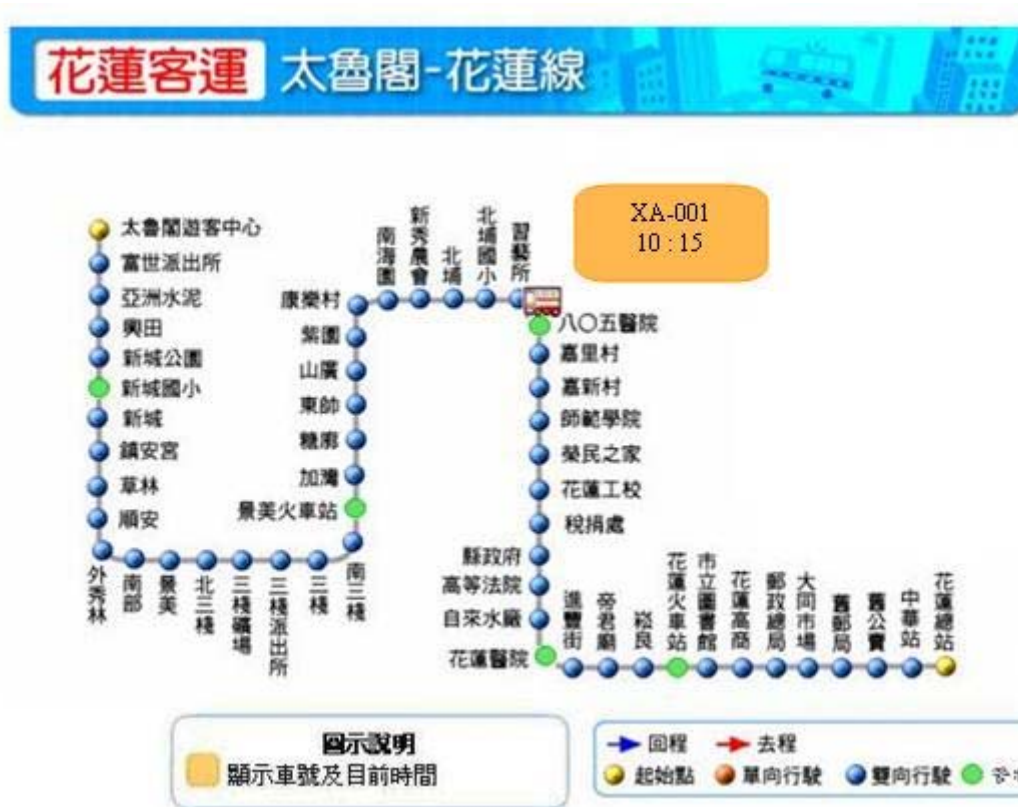 花蓮客運 太魯閣-花蓮線
XA-001
10 : 15
太魯閣遊客中心
富世派出所
亞洲水泥
興田
新城公園
新城國小
新城
鎮安宮
草林
順安
外秀林
南部
景美
北三棧
三棧礦場
三棧派出所
三棧
南三棧
景美火車站
加灣
糖廍
東帥
山廣
紫園
康樂村
南海園
新秀農會
北埔
北埔國小
習藝所
八〇五醫院
嘉里村
嘉新村
師範學院
榮民之家
花蓮工校
稅捐處
縣政府
高等法院
自來水廠
花蓮醫院
進豐街
帝君廟
崧良
花蓮火車站
市立圖書館
花蓮高商
郵政總局
大同市場
舊郵局
舊公賣
中華站
花蓮總站
圖示說明
顯示車號及目前時間
回程 去程
起始點 單向行駛 雙向行駛